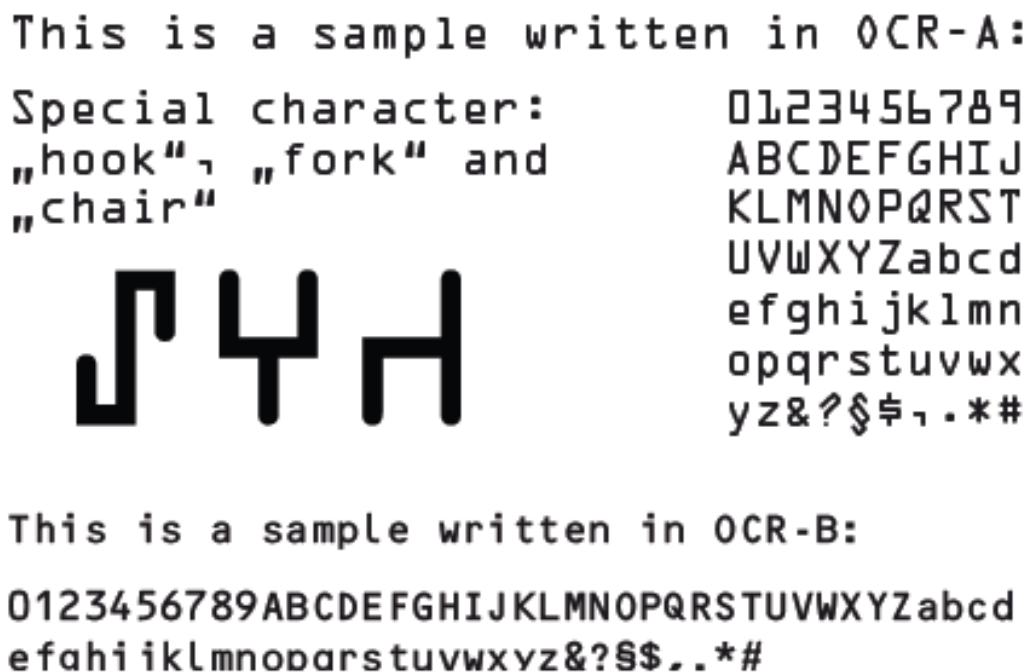 This is a sample written in OCR-A:
Special character:
„hook“, „fork“ and
„chair“
⑀⑁⑂
0123456789
ABCDEFGHIJ
KLMNOPQRST
UVWXYZabcd
efghijklmn
opqrstuvwx
yz&?§$,.*#
This is a sample written in OCR-B:
0123456789ABCDEFGHIJKLMNOPQRSTUVWXYZabcd
efghijklmnopqrstuvwxyz&?§$,.*#